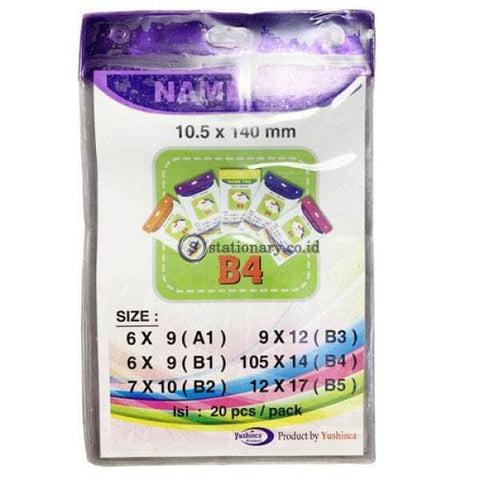 NAM
10.5 x 140 mm
stationary.co.id
B4
SIZE :
6 X 9 ( A1 ) 9 X 12 ( B3 )
6 X 9 ( B1 ) 105 X 14 ( B4 )
7 X 10 ( B2 ) 12 X 17 ( B5 )
Isi : 20 pcs / pack
Yushinca Product by Yushinca